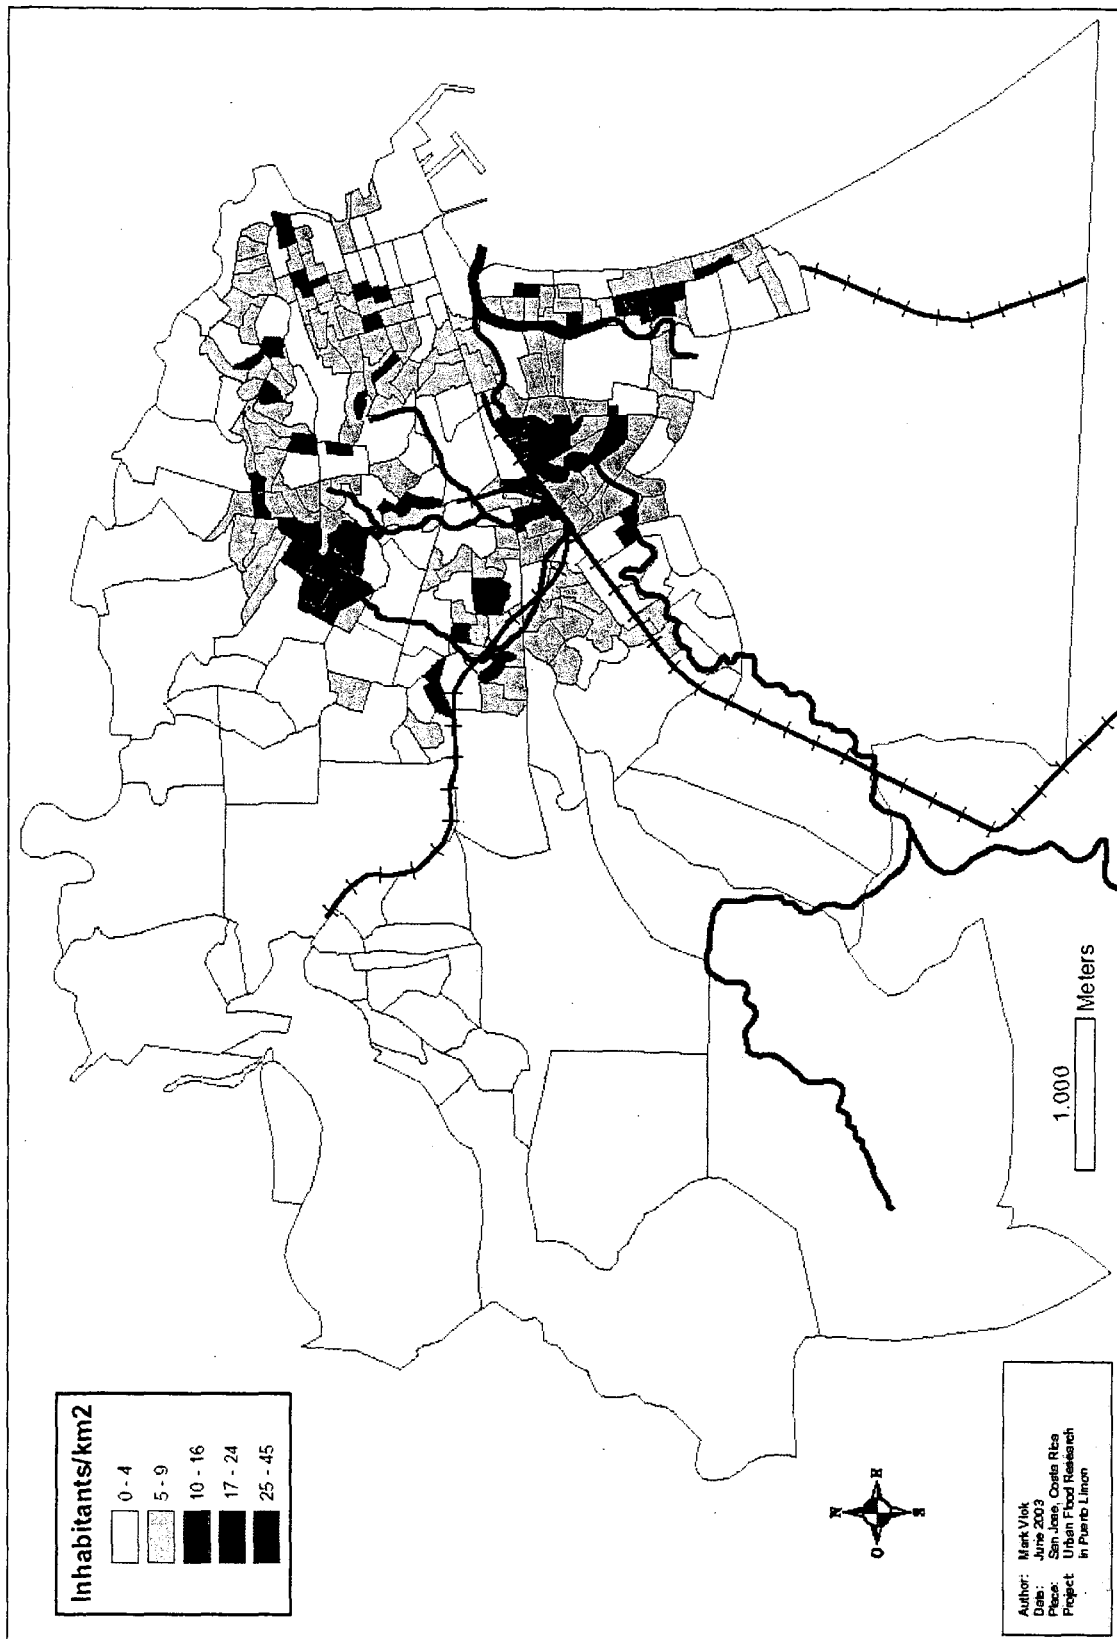 Inhabitants/km2
0 - 4
5 - 9
10 - 16
17 - 24
25 - 45
N
O
E
S
1.000
Meters
Author: Mark Vlok
Date: June 2003
Place: San Jose, Costa Rica
Project: Urban Flood Research
in Puerto Limon